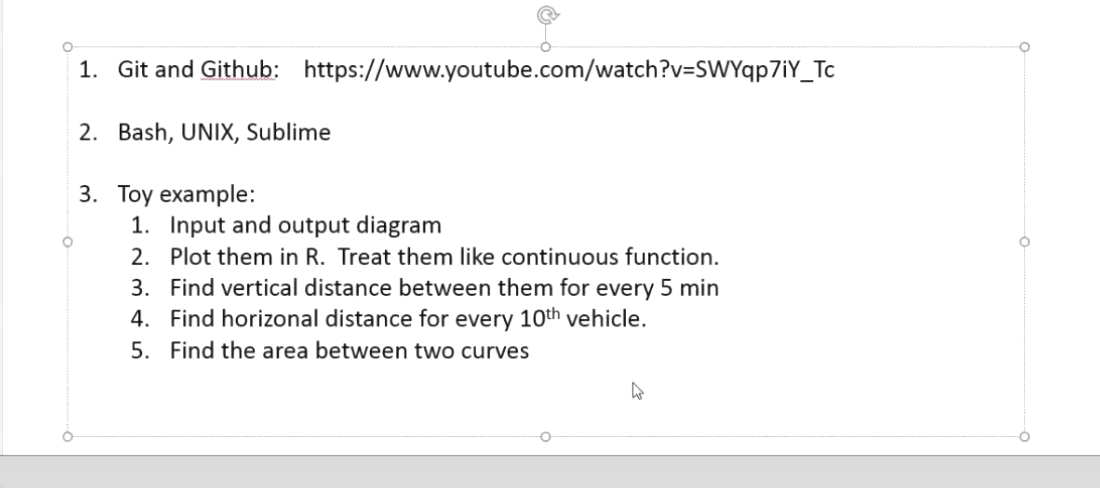 1. Git and Github: https://www.youtube.com/watch?v=SWYqp7iY_Tc
2. Bash, UNIX, Sublime
3. Toy example:
1. Input and output diagram
2. Plot them in R. Treat them like continuous function.
3. Find vertical distance between them for every 5 min
4. Find horizonal distance for every 10th vehicle.
5. Find the area between two curves